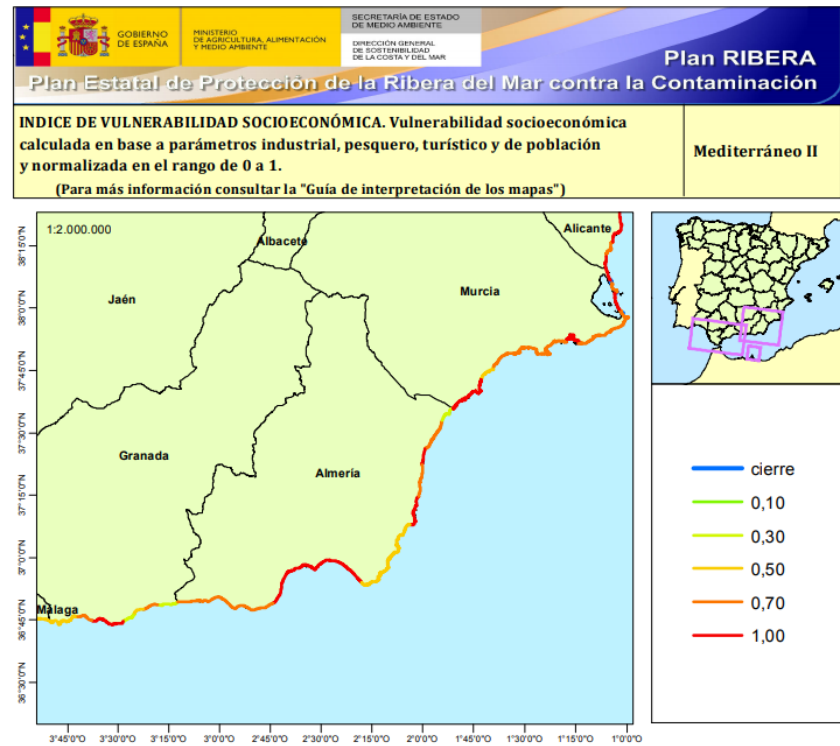 GOBIERNO
DE ESPAÑA
MINISTERIO
DE AGRICULTURA, ALIMENTACIÓN
Y MEDIO AMBIENTE
SECRETARÍA DE ESTADO
DE MEDIO AMBIENTE
DIRECCIÓN GENERAL
DE SOSTENIBILIDAD
DE LA COSTA Y DEL MAR
Plan RIBERA
Plan Estatal de Protección de la Ribera del Mar contra la Contaminación
INDICE DE VULNERABILIDAD SOCIOECONÓMICA. Vulnerabilidad socioeconómica
calculada en base a parámetros industrial, pesquero, turístico y de población
y normalizada en el rango de 0 a 1.
(Para más información consultar la "Guía de interpretación de los mapas")
Mediterráneo II
1:2.000.000
Albacete
Alicante
Jaén
Murcia
Granada
Almería
Málaga
38°15'0"N
38°0'0"N
37°45'0"N
37°30'0"N
37°15'0"N
37°0'0"N
36°45'0"N
36°30'0"N
3°45'0"O
3°30'0"O
3°15'0"O
3°0'0"O
2°45'0"O
2°30'0"O
2°15'0"O
2°0'0"O
1°45'0"O
1°30'0"O
1°15'0"O
1°0'0"O
cierre
0,10
0,30
0,50
0,70
1,00